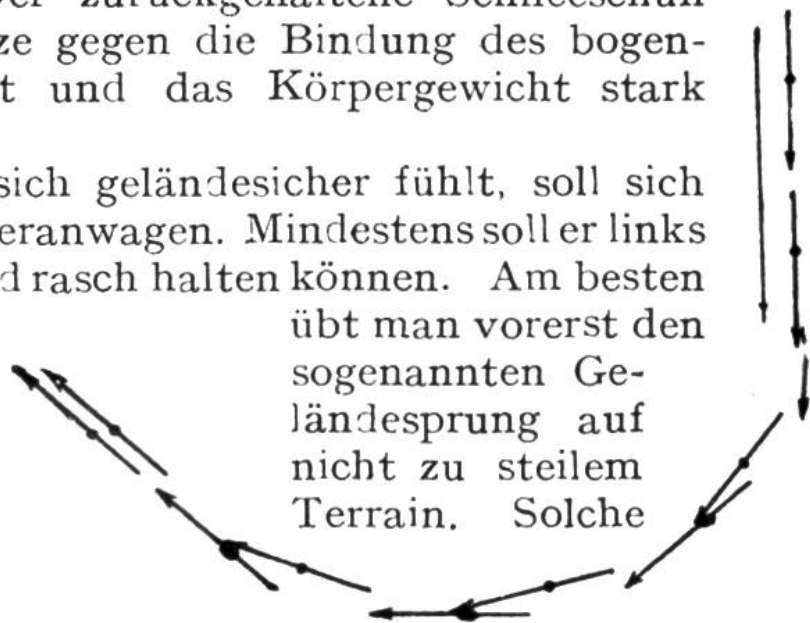 zurückgehaltene
gegen die Bindung des bogen-
und das Körpergewicht stark
sich geländesicher fühlt, soll sich
eranwagen. Mindestens soll er links
rasch halten können. Am besten
übt man vorerst den
sogenannten Ge-
ländesprung auf
nicht zu steilem
Terrain. Solche